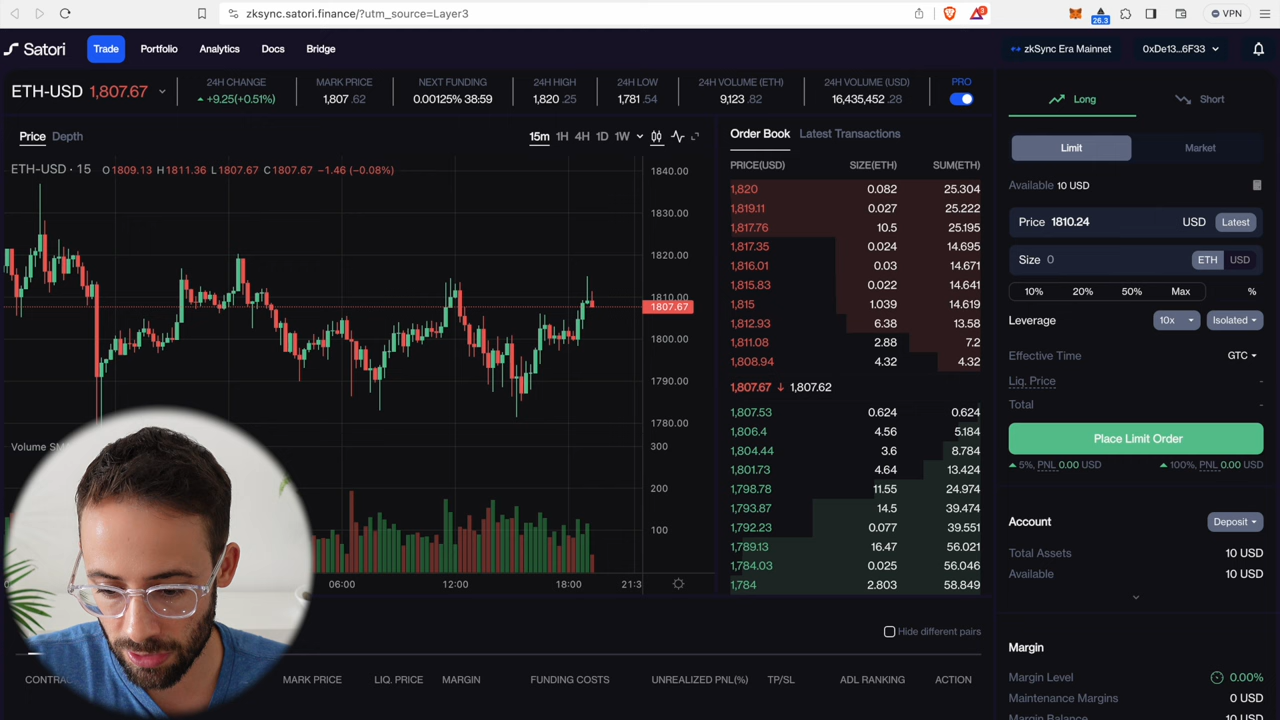 zksync.satori.finance/?utm_source=Layer3
3
26.3
VPN
Satori
Trade
Portfolio
Analytics
Docs
Bridge
zkSync Era Mainnet
0xDe13...6F33
ETH-USD 1,807.67
24H CHANGE
+9.25(+0.51%)
MARK PRICE
1,807.62
NEXT FUNDING
0.00125% 38:59
24H HIGH
1,820.25
24H LOW
1,781.54
24H VOLUME (ETH)
9,123.82
24H VOLUME (USD)
16,435,452.28
PRO
Price Depth
15m 1H 4H 1D 1W
ETH-USD · 15 O1809.13 H1811.36 L1807.67 C1807.67 −1.46 (−0.08%)
1840.00
1830.00
1820.00
1810.00
1807.67
1800.00
1790.00
1780.00
Volume SM
300
200
100
06:00 12:00 18:00 21:3
Order Book Latest Transactions
PRICE(USD) SIZE(ETH) SUM(ETH)
1,820 0.082 25.304
1,819.11 0.027 25.222
1,817.76 10.5 25.195
1,817.35 0.024 14.695
1,816.01 0.03 14.671
1,815.83 0.022 14.641
1,815 1.039 14.619
1,812.93 6.38 13.58
1,811.08 2.88 7.2
1,808.94 4.32 4.32
1,807.67 ↓ 1,807.62
1,807.53 0.624 0.624
1,806.4 4.56 5.184
1,804.44 3.6 8.784
1,801.73 4.64 13.424
1,798.78 11.55 24.974
1,793.87 14.5 39.474
1,792.23 0.077 39.551
1,789.13 16.47 56.021
1,784.03 0.025 56.046
1,784 2.803 58.849
Long Short
Limit Market
Available 10 USD
Price 1810.24 USD Latest
Size 0 ETH USD
10% 20% 50% Max %
Leverage 10x Isolated
Effective Time GTC
Liq. Price -
Total -
Place Limit Order
5%, PNL 0.00 USD 100%, PNL 0.00 USD
Account Deposit
Total Assets 10 USD
Available 10 USD
Margin
Margin Level 0.00%
Maintenance Margins 0 USD
Margin Balance 10 USD
Hide different pairs
CONTRAC MARK PRICE LIQ. PRICE MARGIN FUNDING COSTS UNREALIZED PNL(%) TP/SL ADL RANKING ACTION